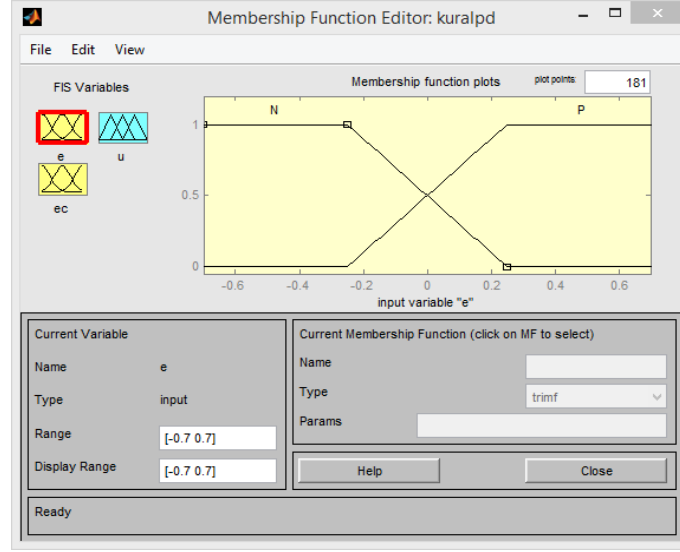 Membership Function Editor: kuralpd
File Edit View
FIS Variables
e
u
ec
Membership function plots
plot points:
181
N
P
1
0.5
0
-0.6 -0.4 -0.2 0 0.2 0.4 0.6
input variable "e"
Current Variable
Name e
Type input
Range [-0.7 0.7]
Display Range [-0.7 0.7]
Current Membership Function (click on MF to select)
Name
Type trimf
Params
Help
Close
Ready